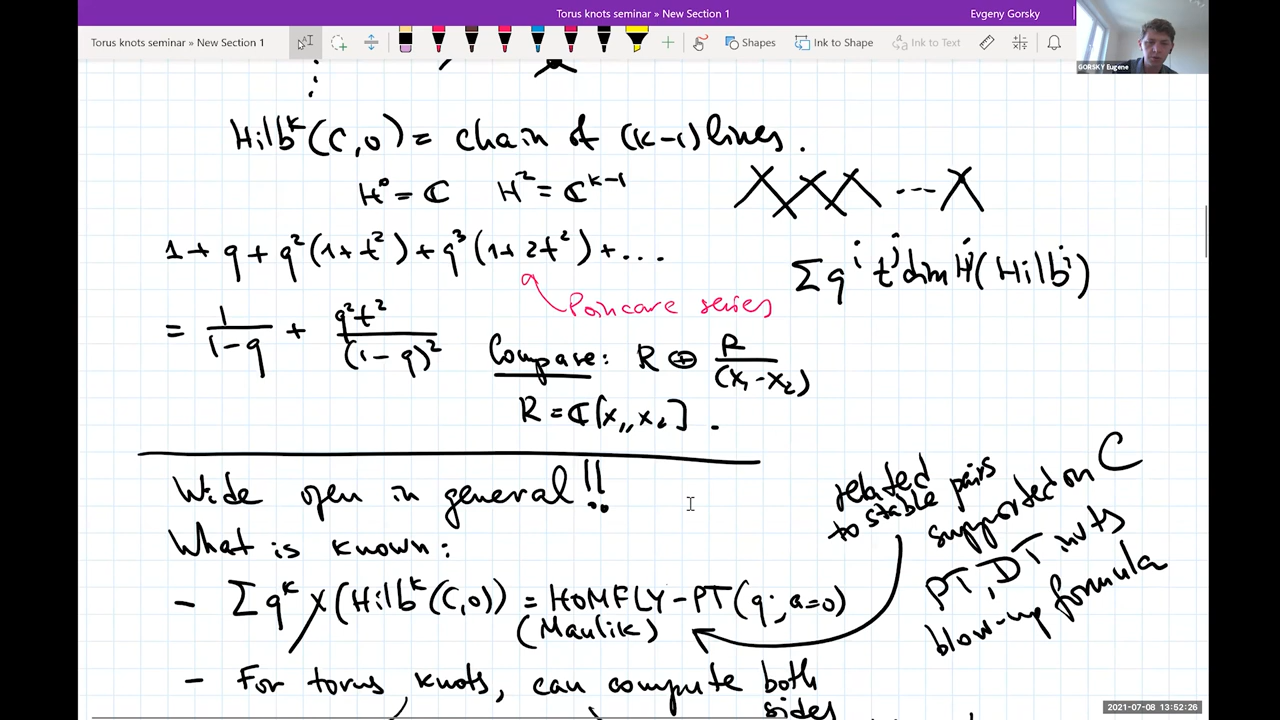 Torus knots seminar » New Section 1
Evgeny Gorsky
Torus knots seminar » New Section 1
Shapes
Ink to Shape
Ink to Text
GORSKY Eugene
Hilb^k(C,0) = chain of (k-1) lines.
H^0 = ℂ H^2 = ℂ^{k-1}
1 + q + q^2(1+t^2) + q^3(1+2t^2) + ...
Σ q^i t^j dim H^j(Hilb^i)
Poincare series
= 1/(1-q) + q^2t^2/(1-q)^2
Compare: R ⊕ R/(x_1-x_2)
R = ℂ[x_1, x_2].
Wide open in general!!
related
to stable pairs
supported on C
PT, DT invts
blow-up formula
What is known:
- Σ q^k χ(Hilb^k(C,0)) = HOMFLY-PT(q; a=0)
(Maulik)
- For torus knots, can compute both
sides
2021-07-08 13:52:26